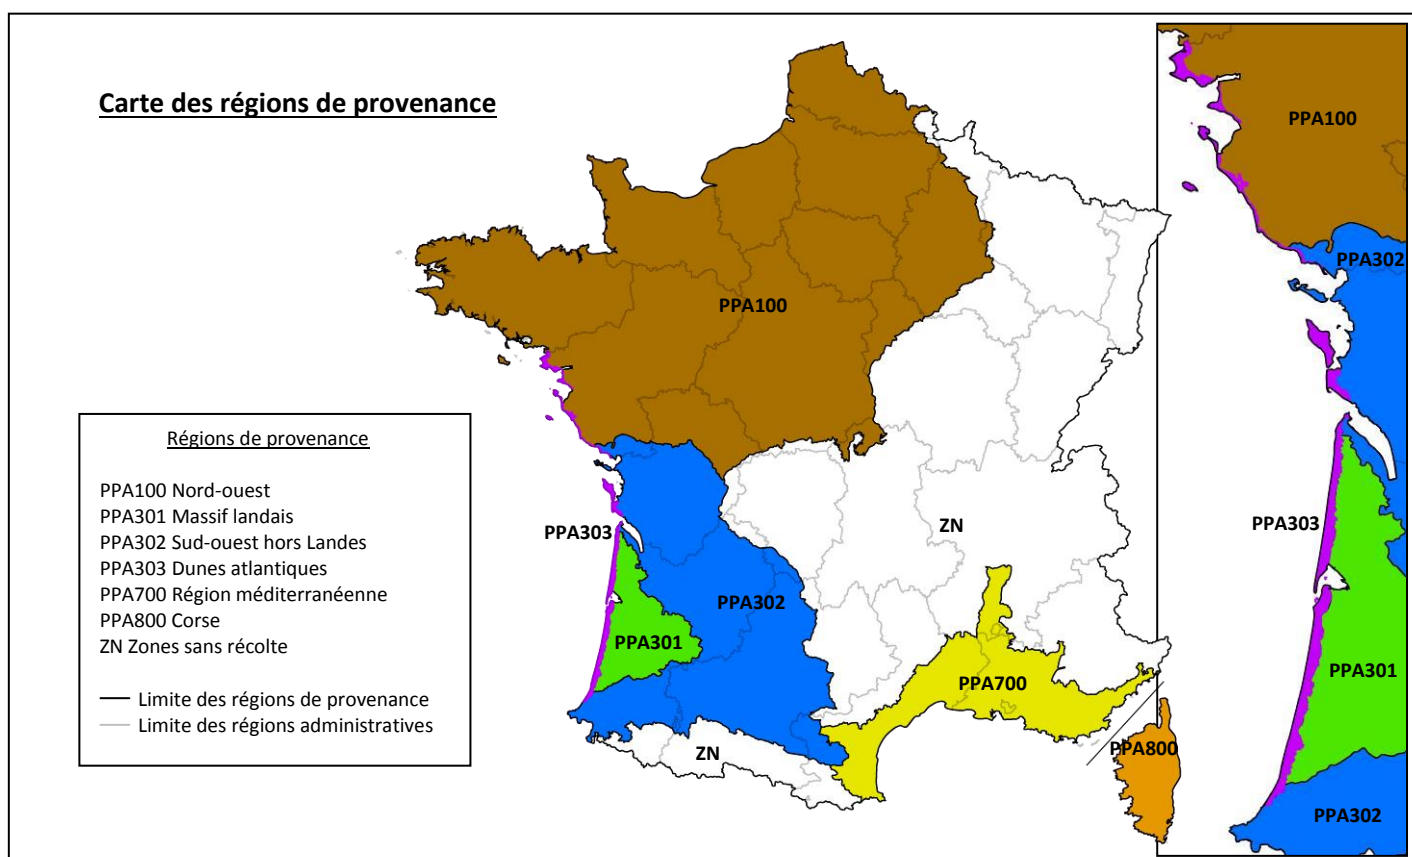 Carte des régions de provenance
PPA100
PPA303
PPA302
PPA301
ZN
PPA700
ZN
PPA800
Régions de provenance
PPA100 Nord-ouest
PPA301 Massif landais
PPA302 Sud-ouest hors Landes
PPA303 Dunes atlantiques
PPA700 Région méditerranéenne
PPA800 Corse
ZN Zones sans récolte
Limite des régions de provenance
Limite des régions administratives
PPA100
PPA302
PPA303
PPA301
PPA302